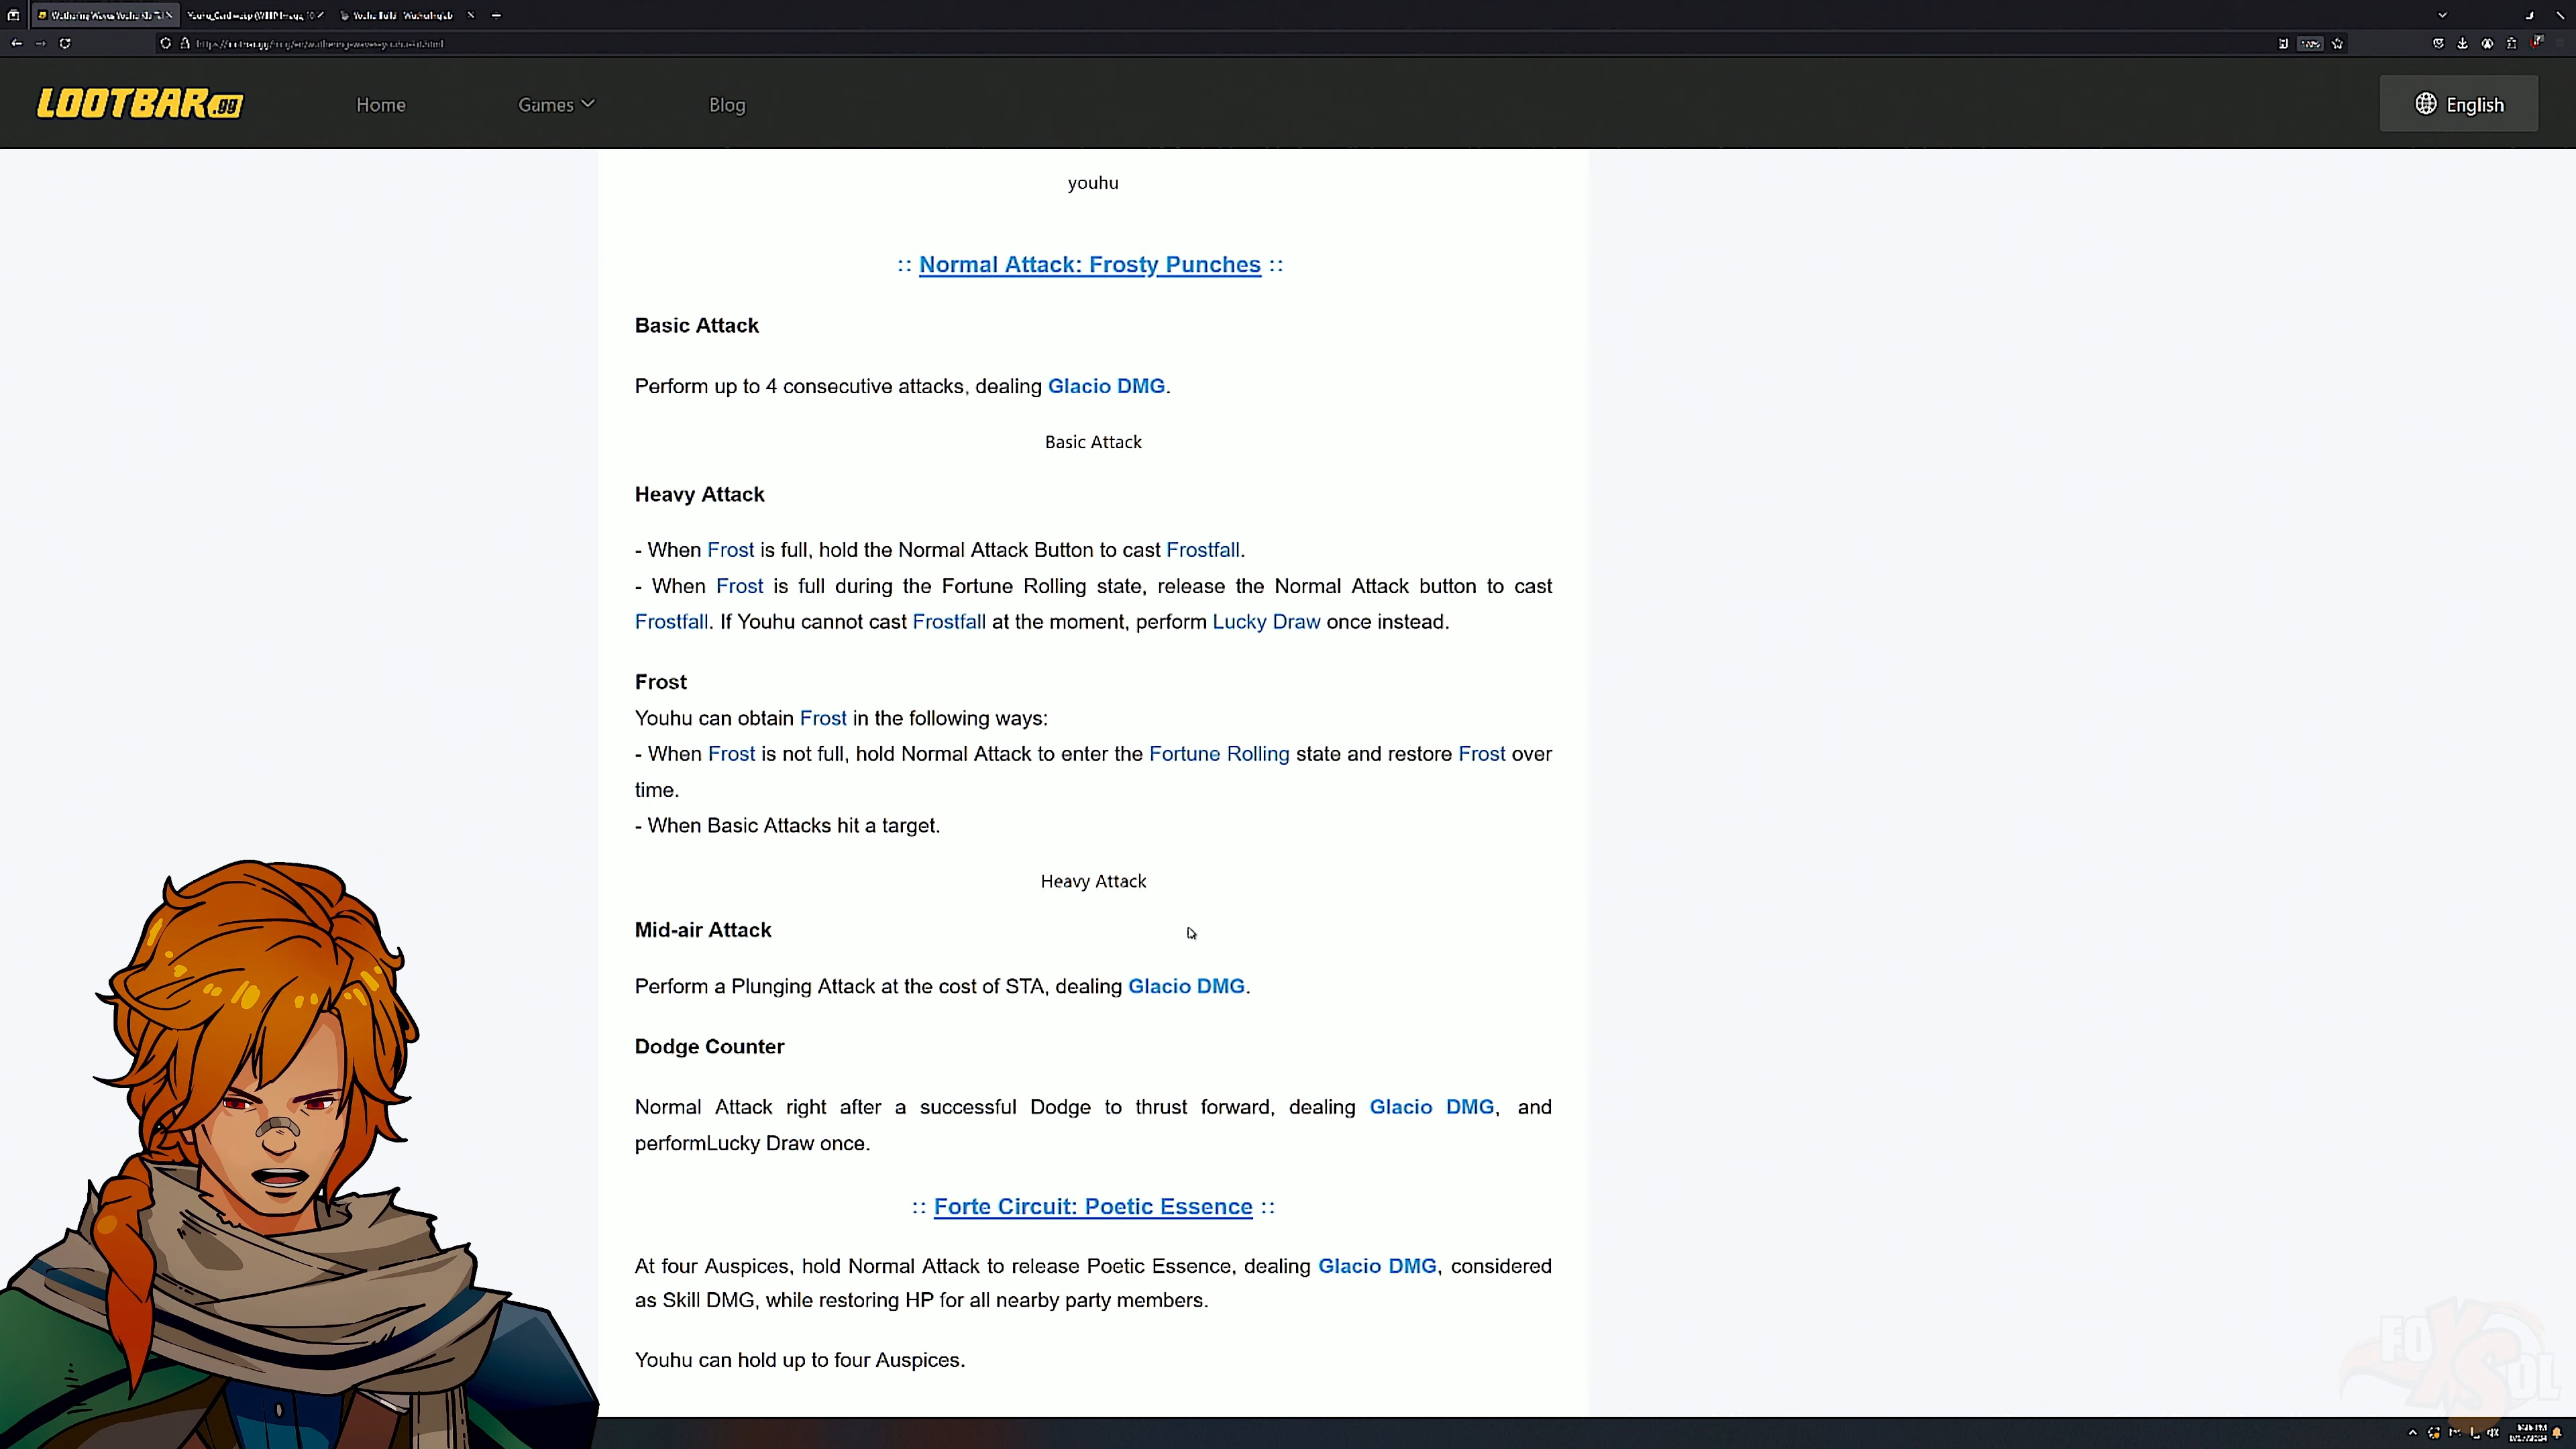 LOOTBAR.gg
Home
Games
Blog
English
youhu
:: Normal Attack: Frosty Punches ::
Basic Attack
Perform up to 4 consecutive attacks, dealing Glacio DMG.
Basic Attack
Heavy Attack
- When Frost is full, hold the Normal Attack Button to cast Frostfall.
- When Frost is full during the Fortune Rolling state, release the Normal Attack button to cast
Frostfall. If Youhu cannot cast Frostfall at the moment, perform Lucky Draw once instead.
Frost
Youhu can obtain Frost in the following ways:
- When Frost is not full, hold Normal Attack to enter the Fortune Rolling state and restore Frost over
time.
- When Basic Attacks hit a target.
Heavy Attack
Mid-air Attack
Perform a Plunging Attack at the cost of STA, dealing Glacio DMG.
Dodge Counter
Normal Attack right after a successful Dodge to thrust forward, dealing Glacio DMG, and
performLucky Draw once.
:: Forte Circuit: Poetic Essence ::
At four Auspices, hold Normal Attack to release Poetic Essence, dealing Glacio DMG, considered
as Skill DMG, while restoring HP for all nearby party members.
Youhu can hold up to four Auspices.
FOXSOL